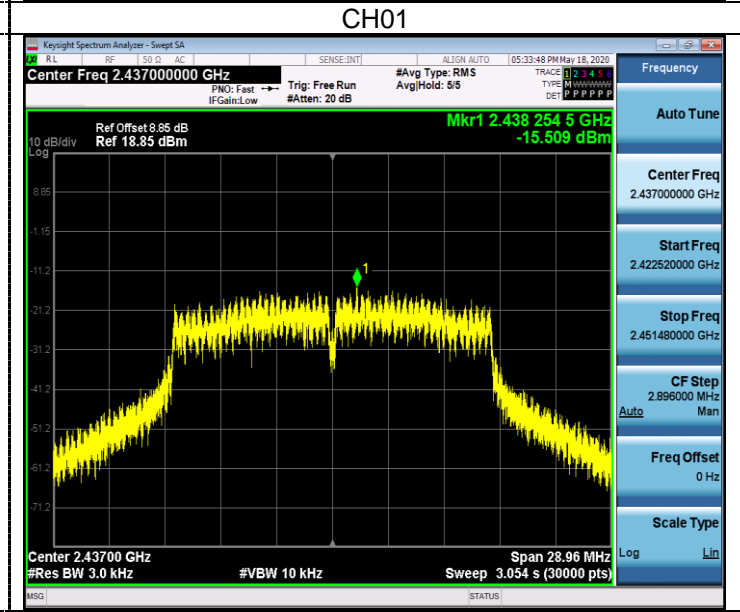 CH01
Keysight Spectrum Analyzer - Swept SA
RL RF 50 Ω AC SENSE:INT ALIGN AUTO 05:33:48 PM May 18, 2020
Center Freq 2.437000000 GHz
PNO: Fast
IFGain:Low
Trig: Free Run
#Atten: 20 dB
#Avg Type: RMS
Avg|Hold: 5/5
TRACE 1 2 3 4 5 6
TYPE MWWWWW
DET P P P P P P
Ref Offset 8.85 dB
10 dB/div Ref 18.85 dBm
Log
Mkr1 2.438 254 5 GHz
-15.509 dBm
8.85
-1.15
-11.2
1
-21.2
-31.2
-41.2
-51.2
-61.2
-71.2
Center 2.43700 GHz Span 28.96 MHz
#Res BW 3.0 kHz #VBW 10 kHz Sweep 3.054 s (30000 pts)
MSG STATUS
Frequency
Auto Tune
Center Freq
2.437000000 GHz
Start Freq
2.422520000 GHz
Stop Freq
2.451480000 GHz
CF Step
2.896000 MHz
Auto Man
Freq Offset
0 Hz
Scale Type
Log Lin